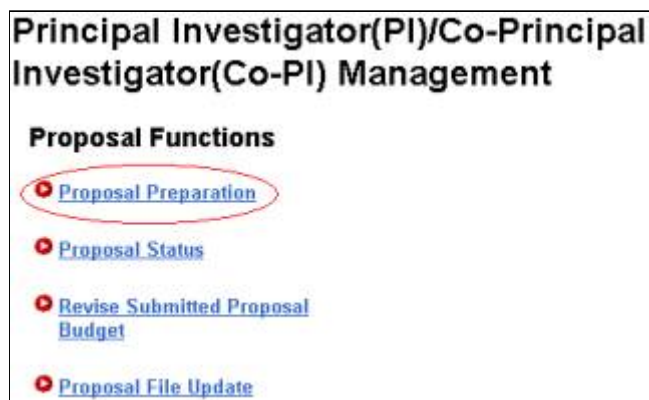 Principal Investigator(PI)/Co-Principal
Investigator(Co-PI) Management
Proposal Functions
Proposal Preparation
Proposal Status
Revise Submitted Proposal
Budget
Proposal File Update